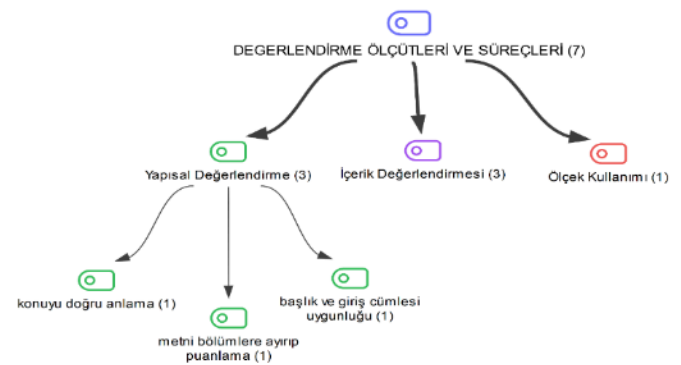 DEGERLENDİRME ÖLÇÜTLERİ VE SÜREÇLERİ (7)
Yapısal Değerlendirme (3)
İçerik Değerlendirmesi (3)
Ölçek Kullanımı (1)
konuyu doğru anlama (1)
metni bölümlere ayırıp
puanlama (1)
başlık ve giriş cümlesi
uygunluğu (1)